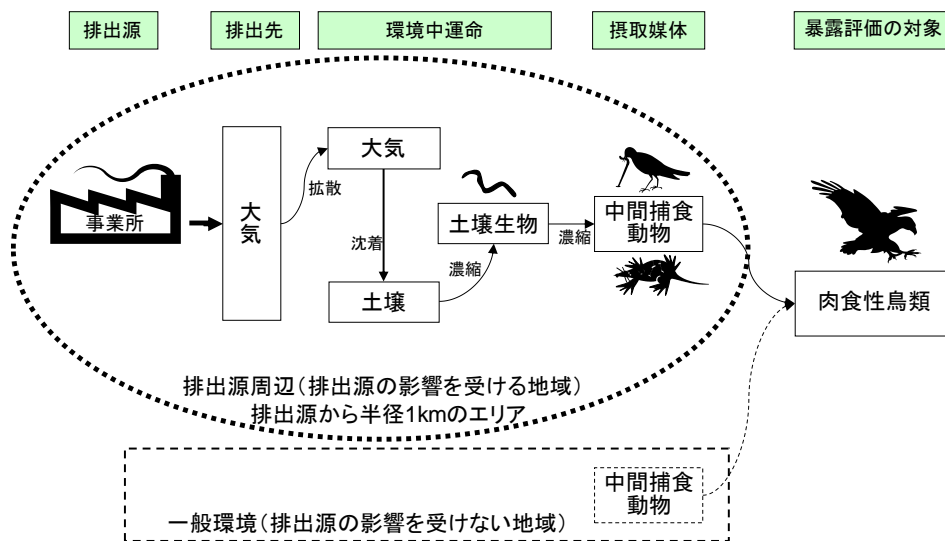 排出源
排出先
環境中運命
摂取媒体
暴露評価の対象
事業所
大
気
拡散
大気
沈着
土壌
濃縮
土壌生物
濃縮
中間捕食
動物
肉食性鳥類
排出源周辺（排出源の影響を受ける地域）
排出源から半径1kmのエリア
中間捕食
動物
一般環境（排出源の影響を受けない地域）